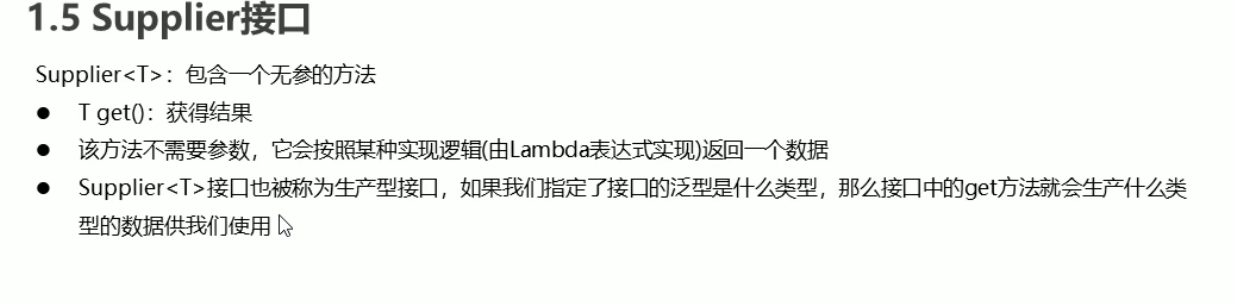 1.5 Supplier接口
Supplier<T>：包含一个无参的方法
● T get()：获得结果
● 该方法不需要参数，它会按照某种实现逻辑(由Lambda表达式实现)返回一个数据
● Supplier<T>接口也被称为生产型接口，如果我们指定了接口的泛型是什么类型，那么接口中的get方法就会生产什么类
型的数据供我们使用